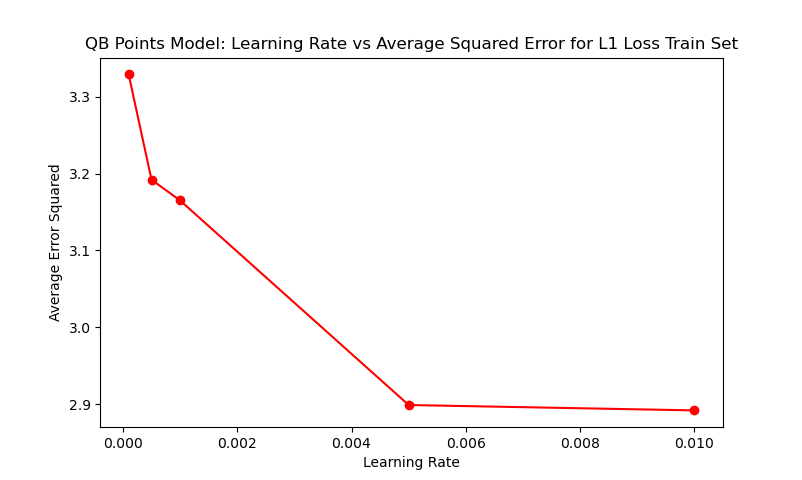 QB Points Model: Learning Rate vs Average Squared Error for L1 Loss Train Set
3.3
3.2
3.1
3.0
2.9
Average Error Squared
0.000 0.002 0.004 0.006 0.008 0.010
Learning Rate